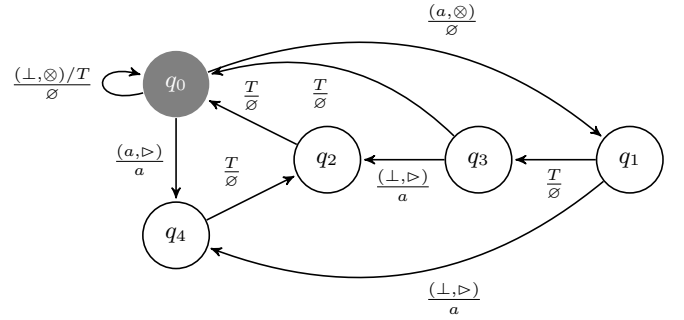 (a,⊗)/∅
(⊥,⊗)/T/∅
q₀
T/∅
T/∅
(a,▷)/a
T/∅
q₂
q₃
q₁
(⊥,▷)/a
T/∅
q₄
(⊥,▷)/a